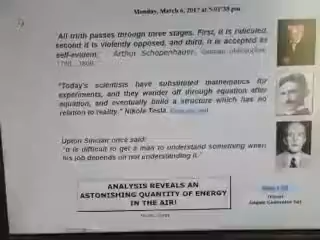 Monday, March 6, 2017 at 5:03:38 pm
"All truth passes through three stages. First, it is ridiculed,
second it is violently opposed, and third, it is accepted as
self-evident." Arthur Schopenhauer, German philosopher,
"Today's scientists have substituted mathematics for
experiments, and they wander off through equation after
equation, and eventually build a structure which has no
relation to reality." Nikola Tesla
Upton Sinclair once said:
"It is difficult to get a man to understand something when
his job depends on not understanding it."
ANALYSIS REVEALS AN
ASTONISHING QUANTITY OF ENERGY
IN THE AIR!